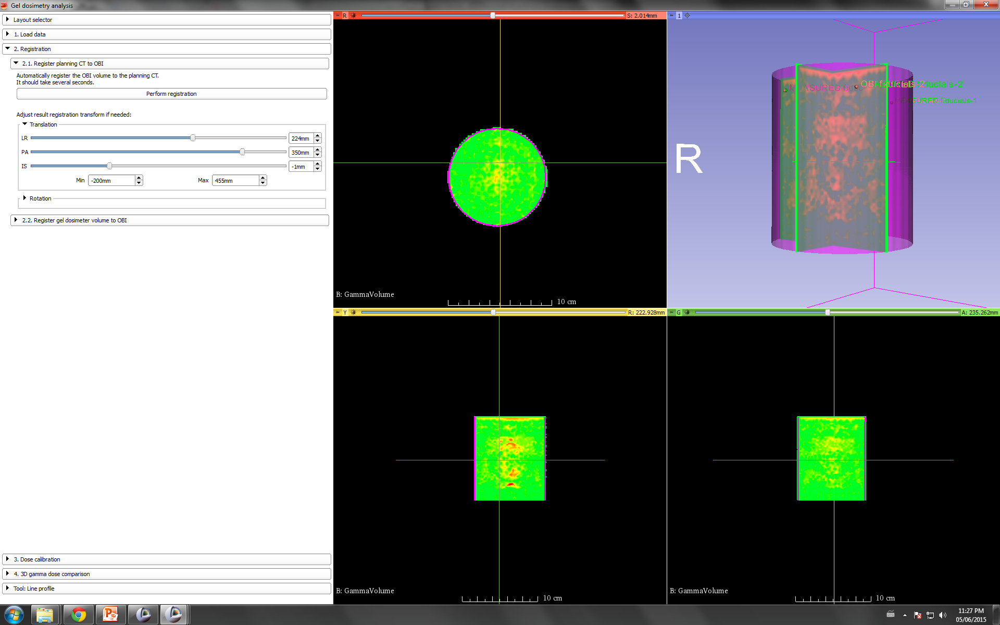 Gel dosimetry analysis
Layout selector
1. Load data
2. Registration
2.1. Register planning CT to OBI
Automatically register the OBI volume to the planning CT.
It should take several seconds.
Perform registration
Adjust result registration transform if needed:
Translation
LR 224mm
PA 350mm
IS -1mm
Min -200mm Max 455mm
Rotation
2.2. Register gel dosimeter volume to OBI
3. Dose calibration
4. 3D gamma dose comparison
Tool: Line profile
R S: 2.014mm
B: GammaVolume
10 cm
1
OBI-fiducials-2
MEASURED-fiducials-1
R
Y R: 222.928mm
B: GammaVolume
10 cm
G A: 235.262mm
B: GammaVolume
10 cm
11:27 PM
05/06/2015